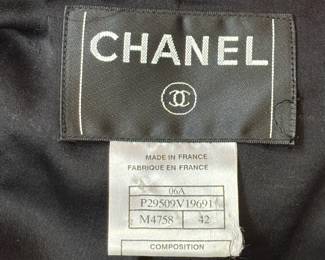 CHANEL
MADE IN FRANCE
FABRIQUE EN FRANCE
06A
P29509V19691
M4758 42
COMPOSITION